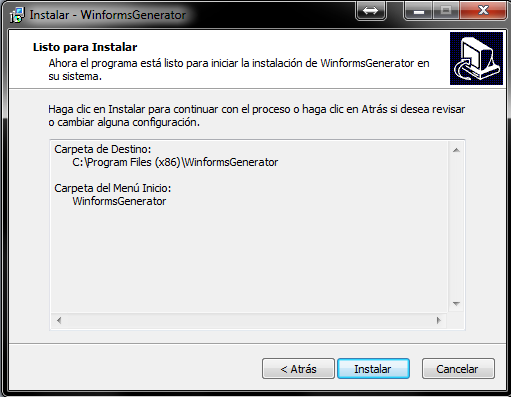 Instalar - WinformsGenerator
Listo para Instalar
Ahora el programa está listo para iniciar la instalación de WinformsGenerator en
su sistema.
Haga clic en Instalar para continuar con el proceso o haga clic en Atrás si desea revisar
o cambiar alguna configuración.
Carpeta de Destino:
C:\Program Files (x86)\WinformsGenerator
Carpeta del Menú Inicio:
WinformsGenerator
< Atrás
Instalar
Cancelar